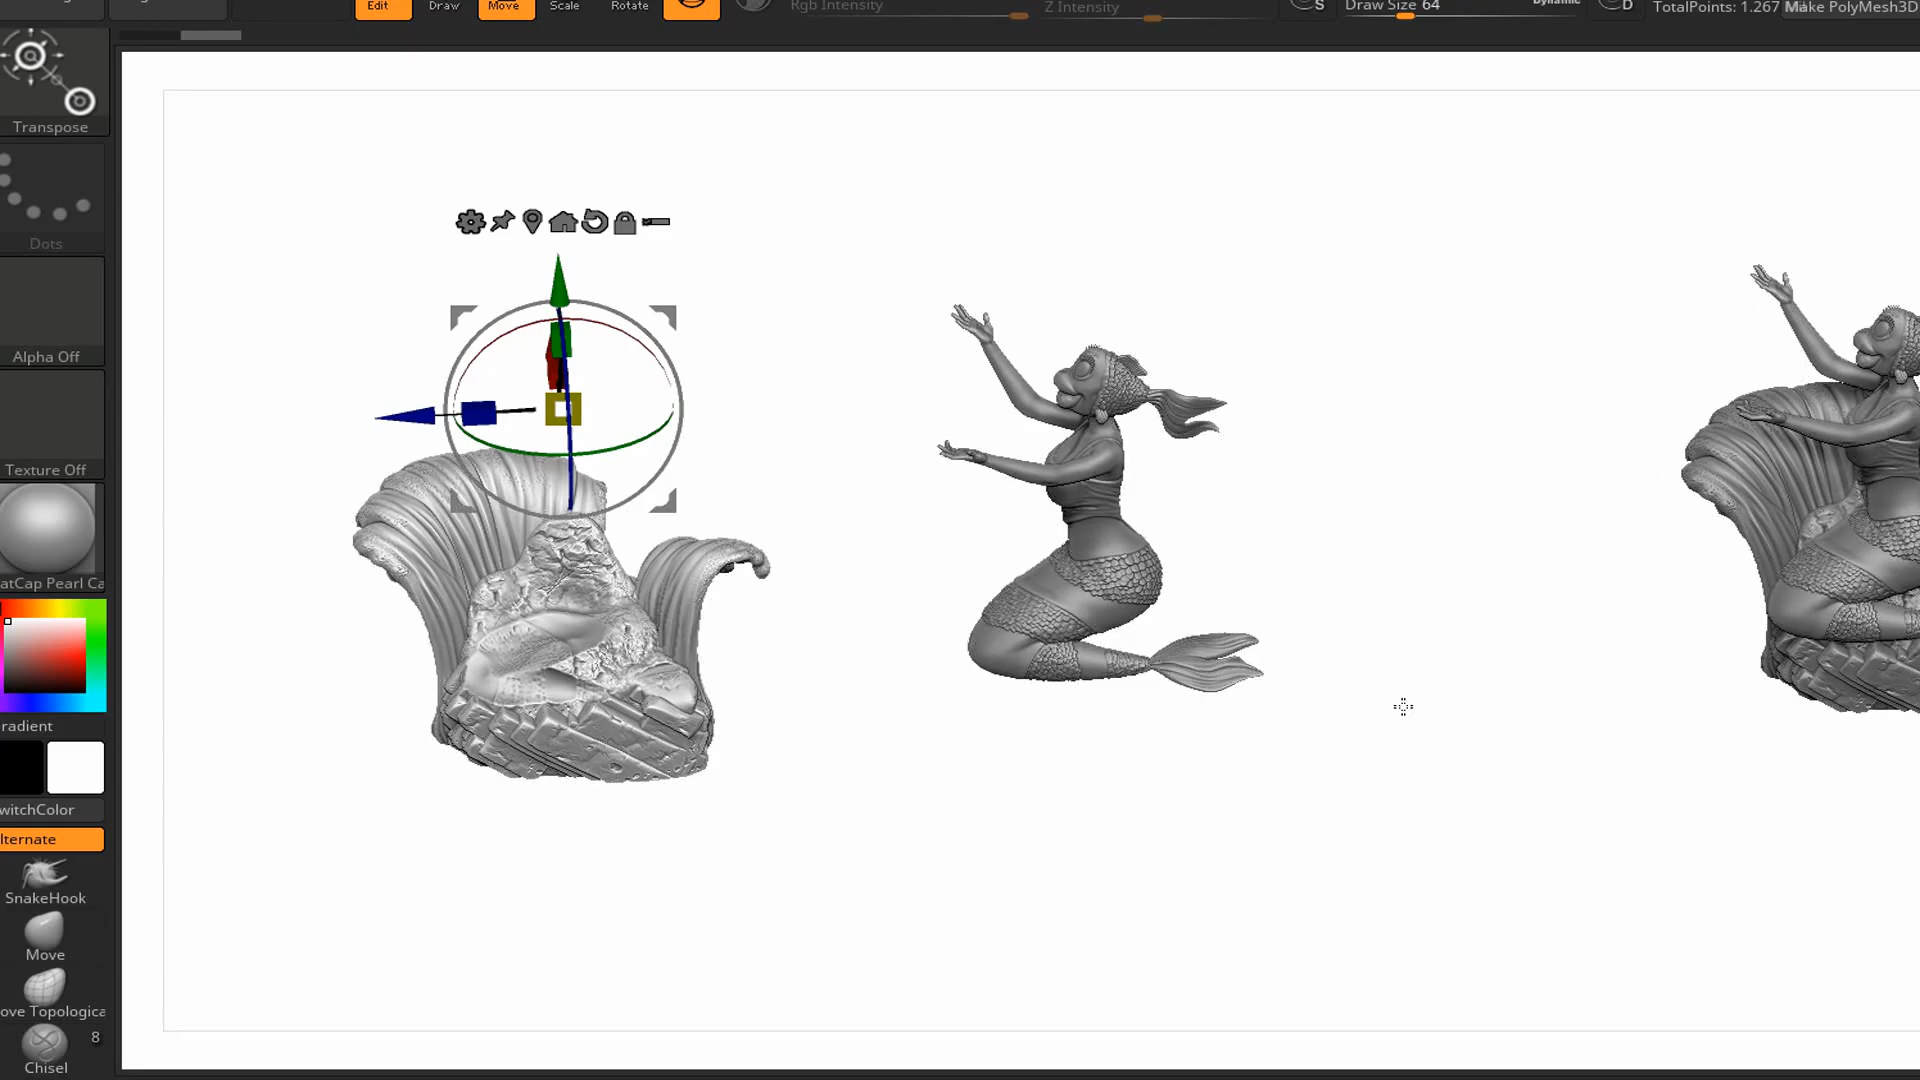 Edit
Draw
Move
Scale
Rotate
Rgb Intensity
Z Intensity
S
Draw Size 64
Dynamic
D
TotalPoints: 1.267 Mil
Make PolyMesh3D
Transpose
Dots
Alpha Off
Texture Off
atCap Pearl Ca
radient
witchColor
lternate
SnakeHook
Move
ove Topologica
8
Chisel